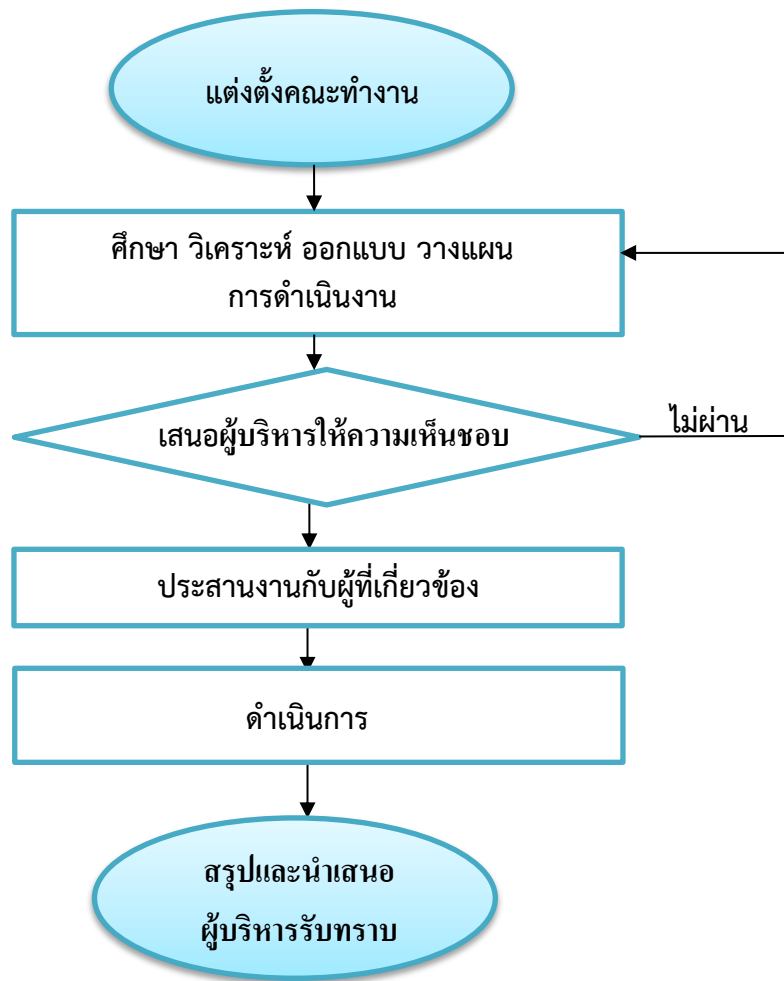 แต่งตั้งคณะทำงาน
ศึกษา วิเคราะห์ ออกแบบ วางแผน
การดำเนินงาน
เสนอผู้บริหารให้ความเห็นชอบ
ไม่ผ่าน
ประสานงานกับผู้ที่เกี่ยวข้อง
ดำเนินการ
สรุปและนำเสนอ
ผู้บริหารรับทราบ